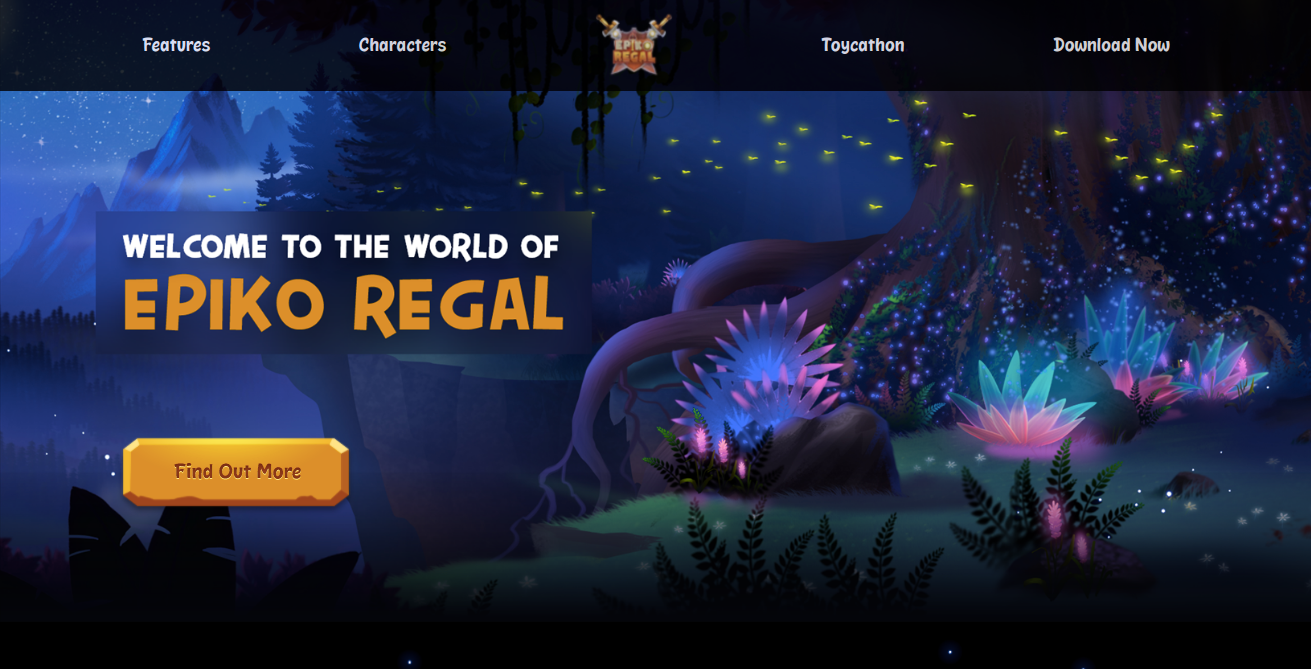 Features
Characters
EPIKO
REGAL
Toycathon
Download Now
WELCOME TO THE WORLD OF
EPIKO REGAL
Find Out More